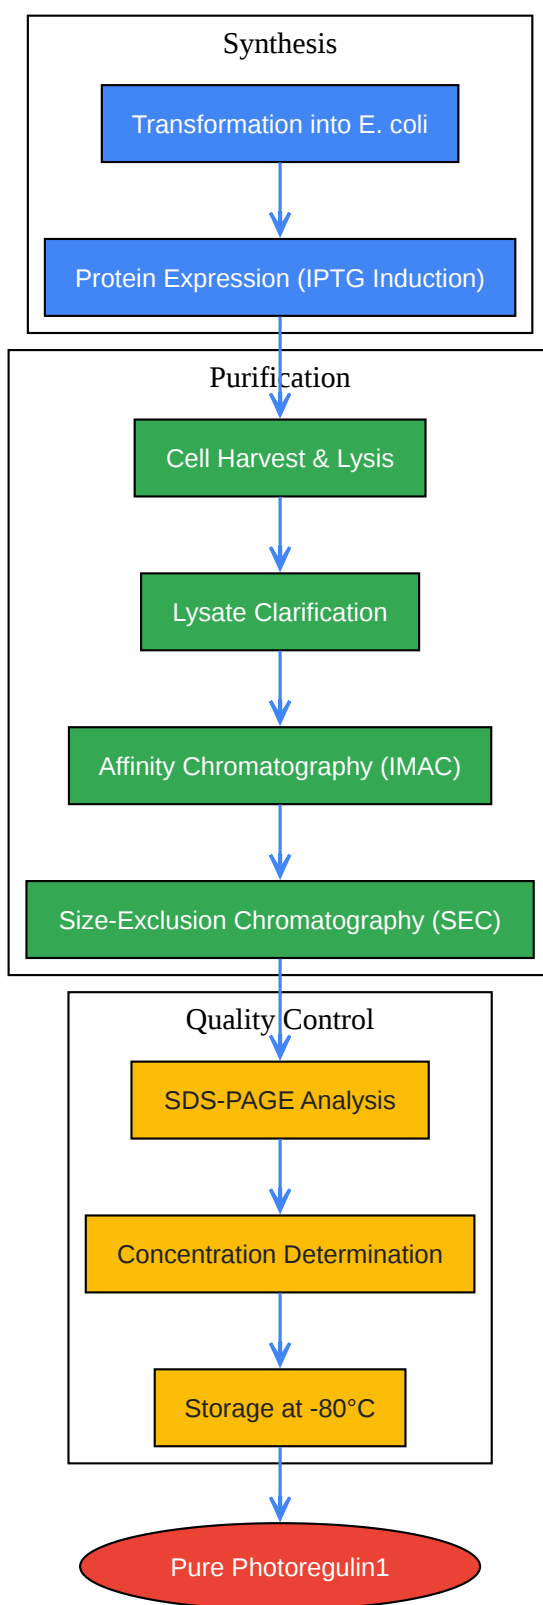 Synthesis
Transformation into E. coli
Protein Expression (IPTG Induction)
Purification
Cell Harvest & Lysis
Lysate Clarification
Affinity Chromatography (IMAC)
Size-Exclusion Chromatography (SEC)
Quality Control
SDS-PAGE Analysis
Concentration Determination
Storage at -80°C
Pure Photoregulin1